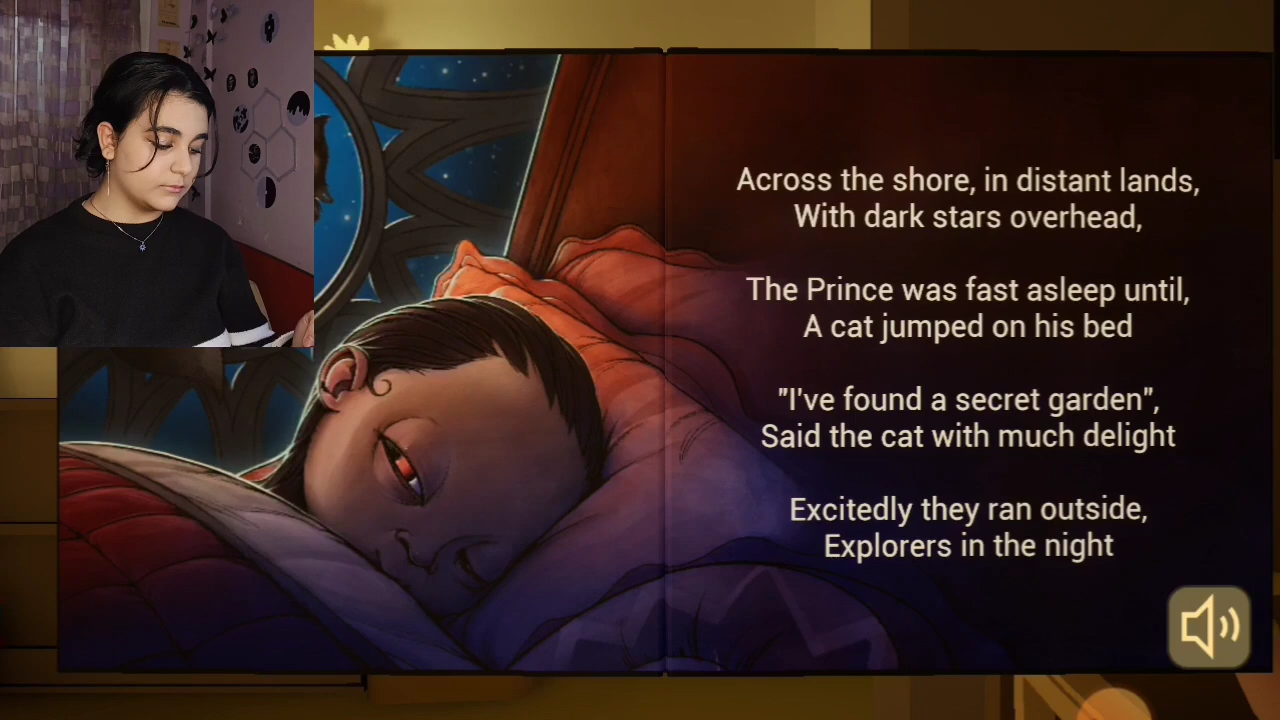 Across the shore, in distant lands,
With dark stars overhead,
The Prince was fast asleep until,
A cat jumped on his bed
"I've found a secret garden",
Said the cat with much delight
Excitedly they ran outside,
Explorers in the night